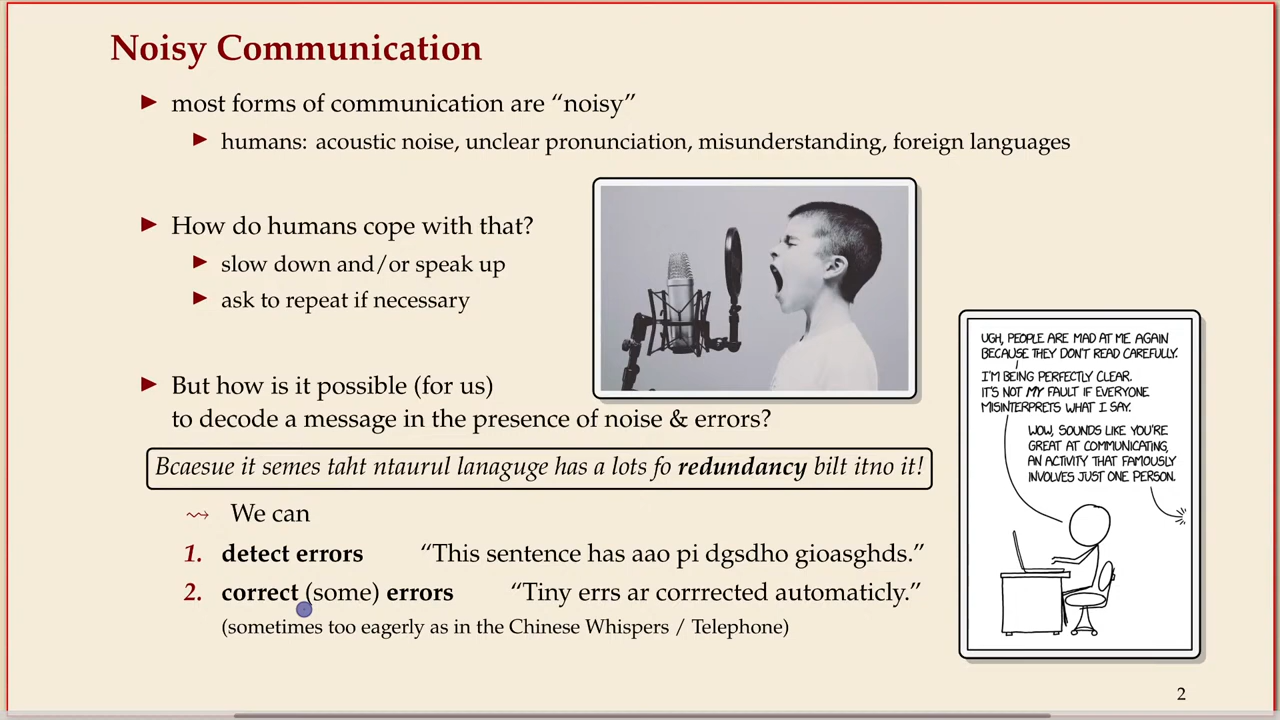 Noisy Communication
▶ most forms of communication are “noisy”
▶ humans: acoustic noise, unclear pronunciation, misunderstanding, foreign languages
▶ How do humans cope with that?
▶ slow down and/or speak up
▶ ask to repeat if necessary
▶ But how is it possible (for us)
to decode a message in the presence of noise & errors?
Bcaesue it semes taht ntaurul lanaguge has a lots fo redundancy bilt itno it!
⇝ We can
1. detect errors “This sentence has aao pi dgsdho gioasghds.”
2. correct (some) errors “Tiny errs ar corrrected automaticly.”
(sometimes too eagerly as in the Chinese Whispers / Telephone)
UGH, PEOPLE ARE MAD AT ME AGAIN
BECAUSE THEY DON'T READ CAREFULLY.
I'M BEING PERFECTLY CLEAR.
IT'S NOT MY FAULT IF EVERYONE
MISINTERPRETS WHAT I SAY.
WOW, SOUNDS LIKE YOU'RE
GREAT AT COMMUNICATING,
AN ACTIVITY THAT FAMOUSLY
INVOLVES JUST ONE PERSON.
2